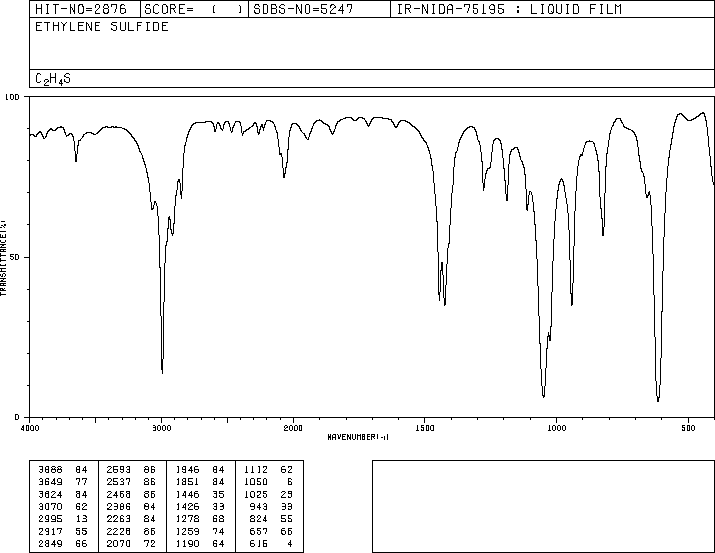 HIT-NO=2876 SCORE= ( ) SDBS-NO=5247 IR-NIDA-75195 : LIQUID FILM
ETHYLENE SULFIDE
C₂H₄S
100
50
0
TRANSMITTANCE(%)
4000 3000 2000 1500 1000 500
WAVENUMBER(-1)
3888 84 2593 86 1946 84 1112 62
3649 77 2537 86 1851 84 1050 6
3024 84 2468 86 1446 35 1025 23
3070 62 2386 84 1426 33 943 33
2995 13 2263 84 1278 68 824 55
2917 55 2228 86 1259 74 657 66
2849 66 2070 72 1190 64 616 4